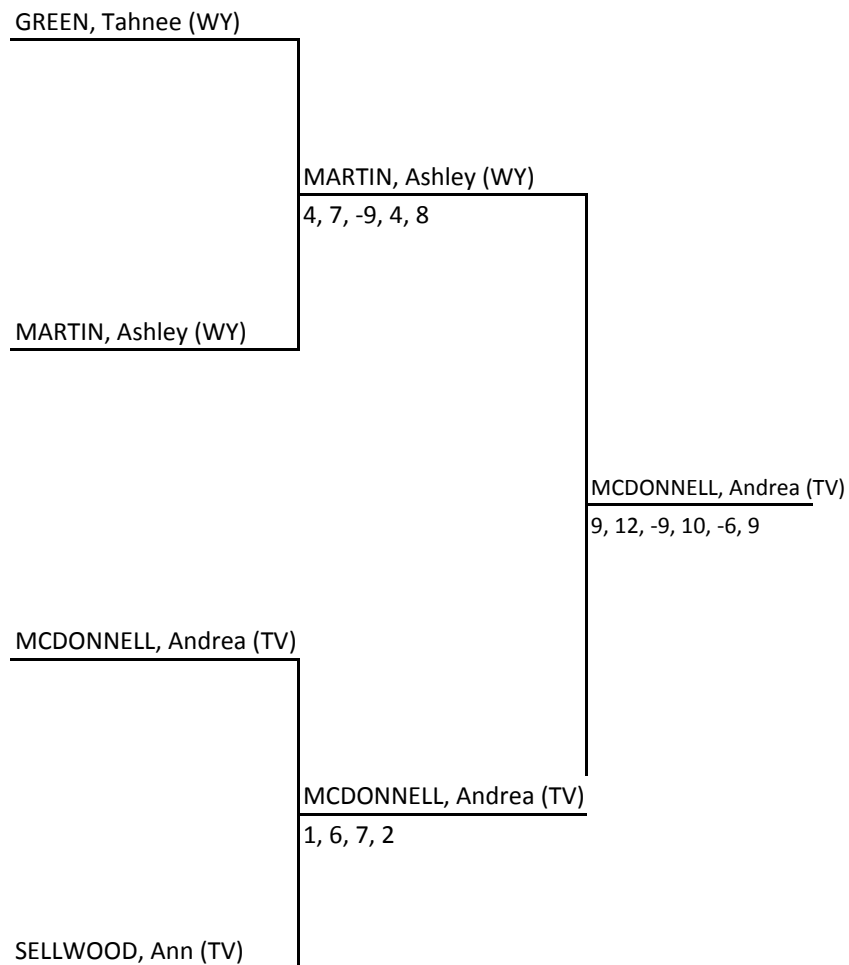 GREEN, Tahnee (WY)
MARTIN, Ashley (WY)
4, 7, -9, 4, 8
MARTIN, Ashley (WY)
MCDONNELL, Andrea (TV)
9, 12, -9, 10, -6, 9
MCDONNELL, Andrea (TV)
MCDONNELL, Andrea (TV)
1, 6, 7, 2
SELLWOOD, Ann (TV)